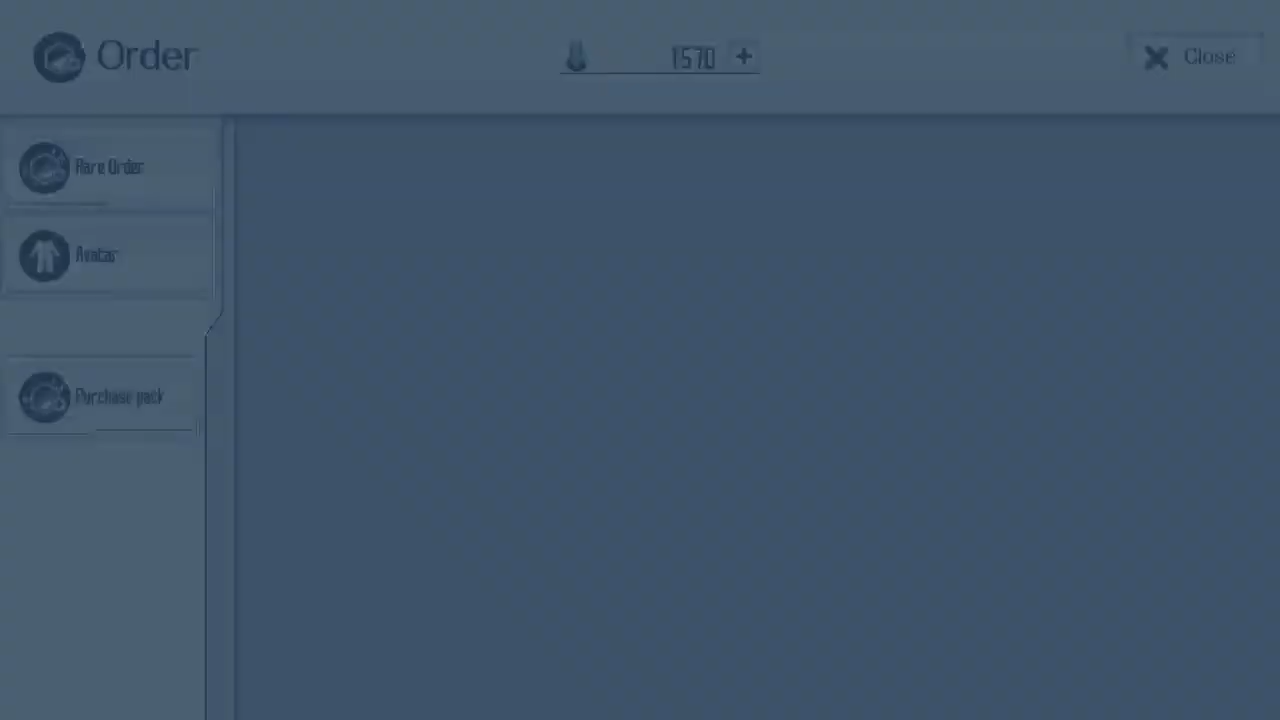 Order
1570 +
Close
Rare Order
Avatar
Purchase pack